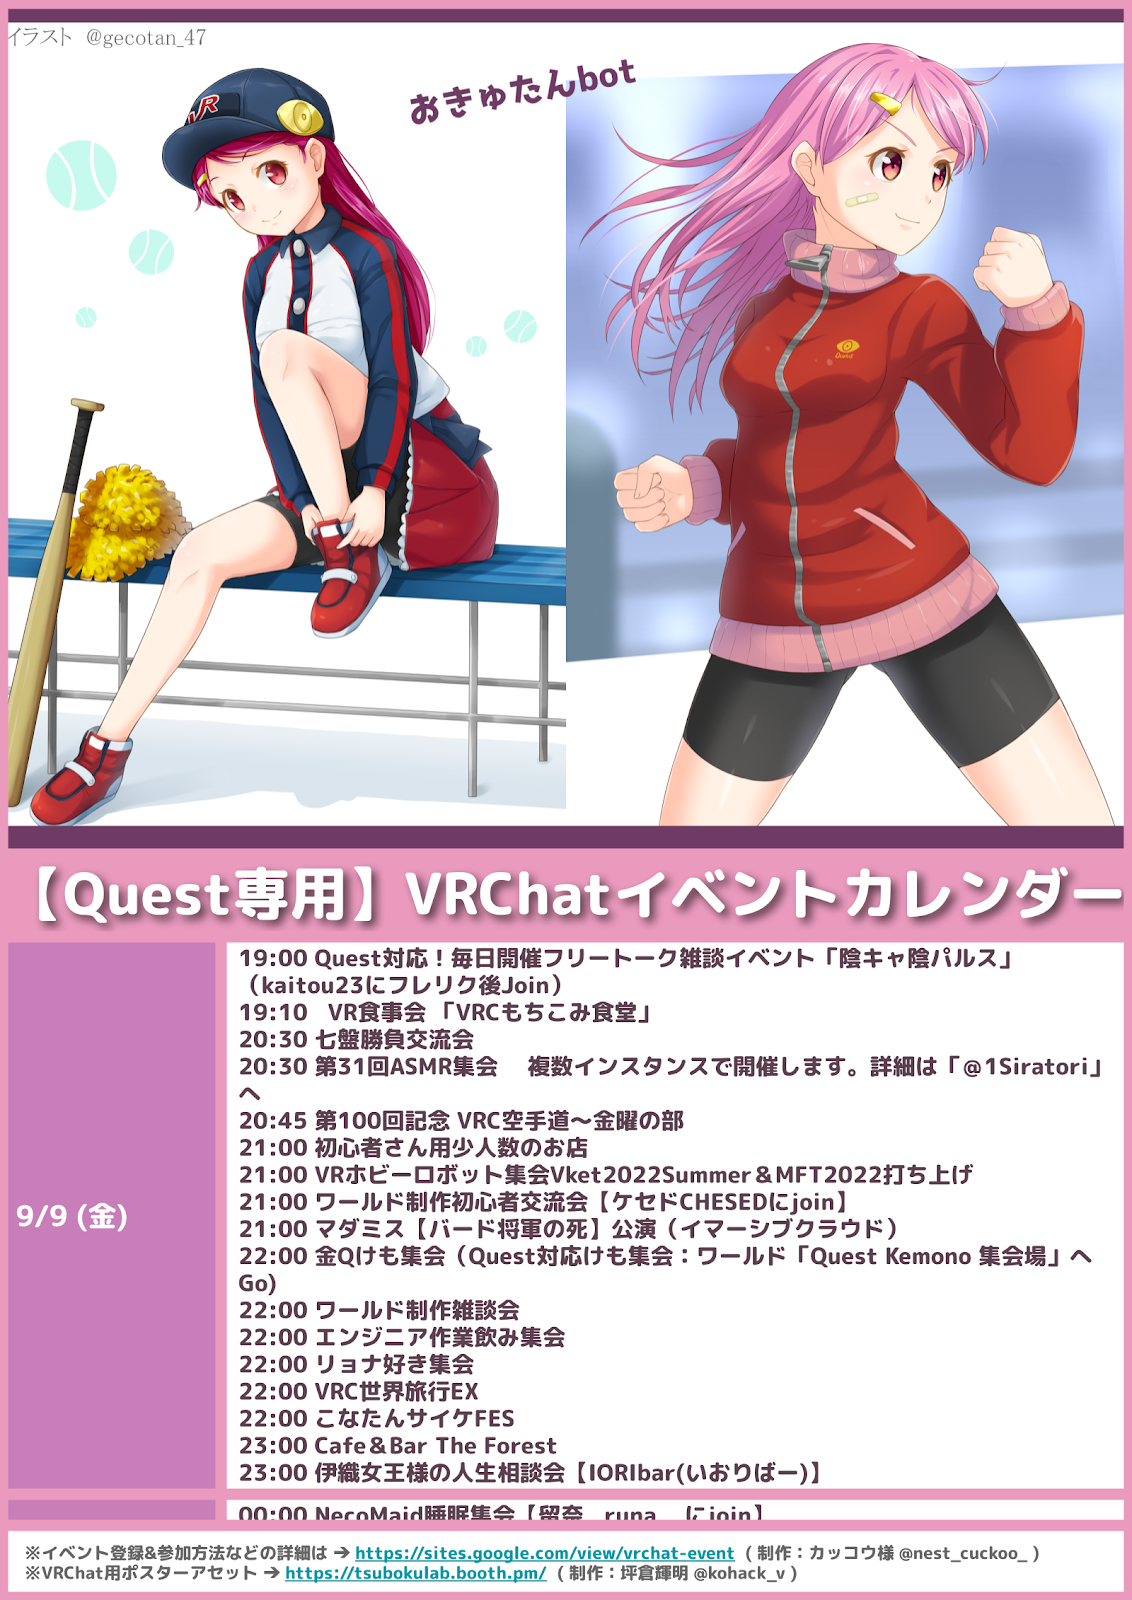 イラスト @gecotan_47
おきゅたんbot
VR
Quest
【Quest専用】VRChatイベントカレンダー
9/9 (金)
19:00 Quest対応！毎日開催フリートーク雑談イベント「陰キャ陰パルス」
（kaitou23にフレリク後Join）
19:10　VR食事会 「VRCもちこみ食堂」
20:30 七盤勝負交流会
20:30 第31回ASMR集会　 複数インスタンスで開催します。詳細は「@1Siratori」
へ
20:45 第100回記念 VRC空手道～金曜の部
21:00 初心者さん用少人数のお店
21:00 VRホビーロボット集会Vket2022Summer＆MFT2022打ち上げ
21:00 ワールド制作初心者交流会【ケセドCHESEDにjoin】
21:00 マダミス【バード将軍の死】公演（イマーシブクラウド）
22:00 金Qけも集会（Quest対応けも集会：ワールド「Quest Kemono 集会場」へ
Go)
22:00 ワールド制作雑談会
22:00 エンジニア作業飲み集会
22:00 リョナ好き集会
22:00 VRC世界旅行EX
22:00 こなたんサイケFES
23:00 Cafe＆Bar The Forest
23:00 伊織女王様の人生相談会【IORIbar(いおりばー)】
00:00 NecoMaid睡眠集会【留奈　runa　にjoin】
※イベント登録&参加方法などの詳細は ➔ https://sites.google.com/view/vrchat-event ( 制作：カッコウ様 @nest_cuckoo_ )
※VRChat用ポスターアセット ➔ https://tsubokulab.booth.pm/ ( 制作：坪倉輝明 @kohack_v )